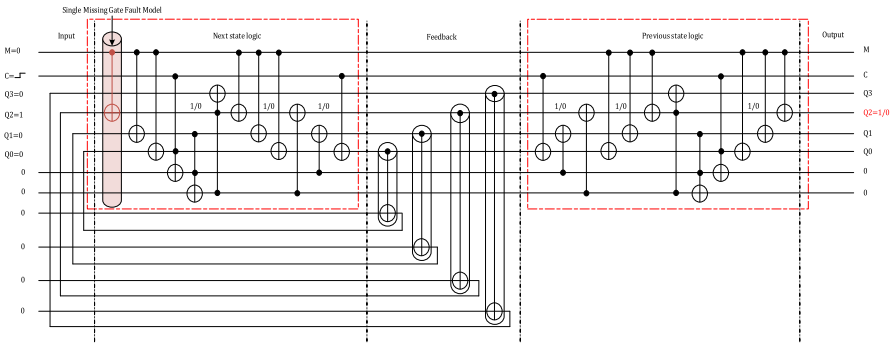 Single Missing Gate Fault Model
Input
Next state logic
Feedback
Previous state logic
Output
M=0
M
C=
C
Q3=0
Q3
1/0
1/0
1/0
1/0
1/0
1/0
Q2=1
Q2=1/0
Q1=0
Q1
Q0=0
Q0
0
0
0
0
0
0
0
0